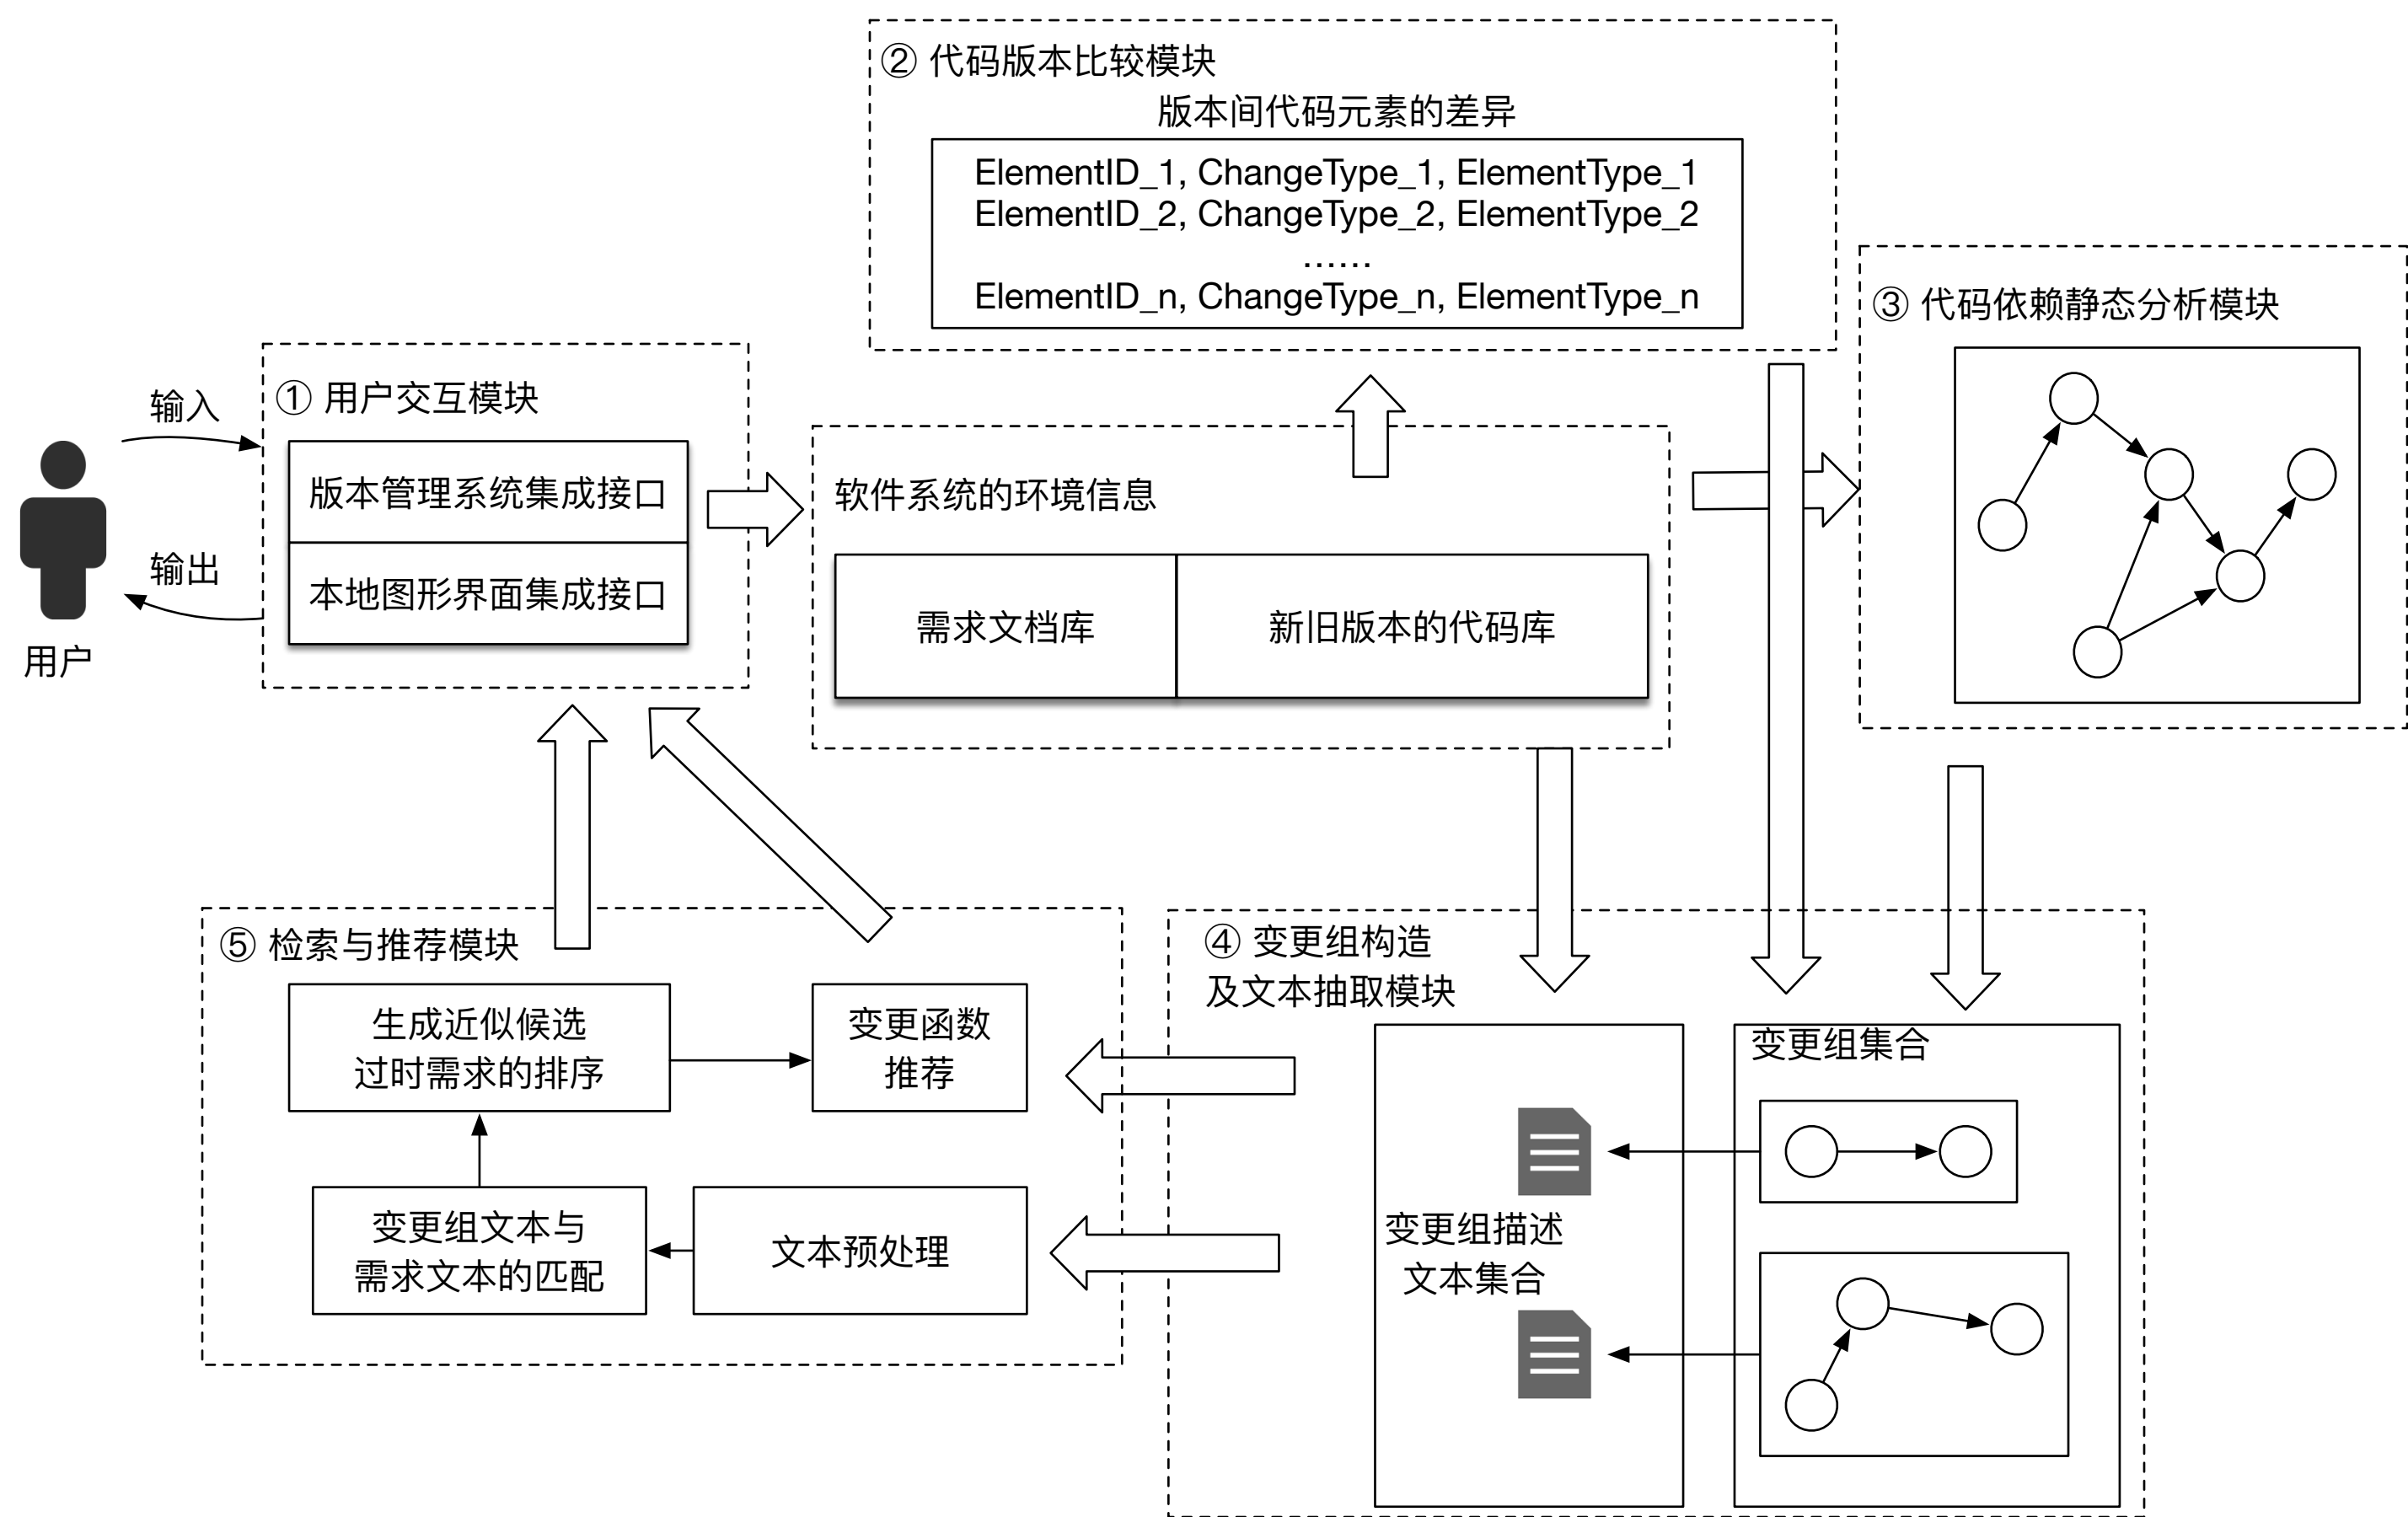 ② 代码版本比较模块
版本间代码元素的差异
ElementID_1, ChangeType_1, ElementType_1
ElementID_2, ChangeType_2, ElementType_2
......
ElementID_n, ChangeType_n, ElementType_n
③ 代码依赖静态分析模块
输入
输出
用户
① 用户交互模块
版本管理系统集成接口
本地图形界面集成接口
软件系统的环境信息
需求文档库
新旧版本的代码库
⑤ 检索与推荐模块
生成近似候选
过时需求的排序
变更函数
推荐
变更组文本与
需求文本的匹配
文本预处理
④ 变更组构造
及文本抽取模块
变更组描述
文本集合
变更组集合